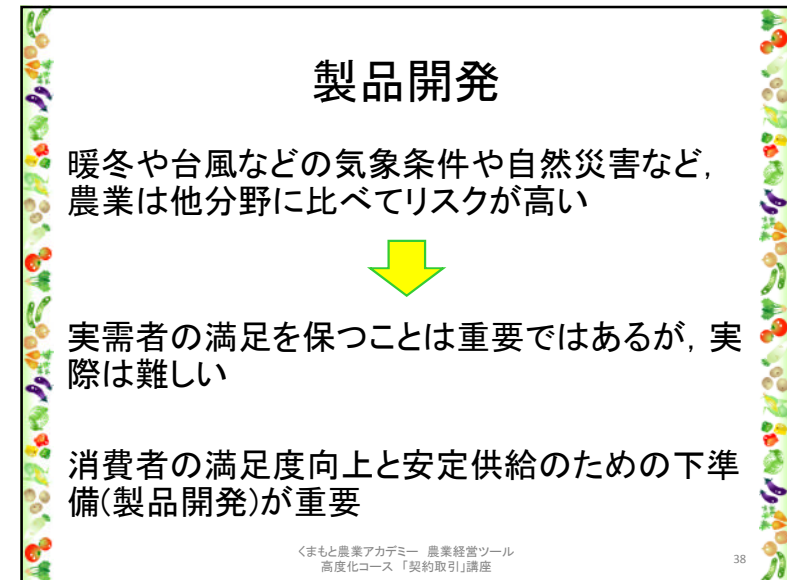 製品開発
暖冬や台風などの気象条件や自然災害など，
農業は他分野に比べてリスクが高い
実需者の満足を保つことは重要ではあるが，実
際は難しい
消費者の満足度向上と安定供給のための下準
備(製品開発)が重要
くまもと農業アカデミー　農業経営ツール
高度化コース　「契約取引」講座
38